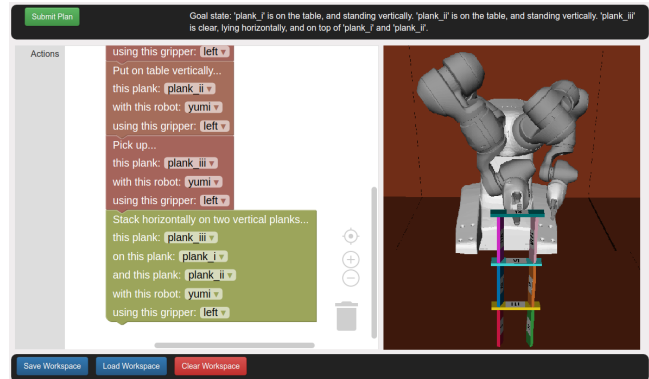 Submit Plan
Goal state: 'plank_i' is on the table, and standing vertically. 'plank_ii' is on the table, and standing vertically. 'plank_iii'
is clear, lying horizontally, and on top of 'plank_i' and 'plank_ii'.
Actions
using this gripper: left
Put on table vertically...
this plank: plank_ii
with this robot: yumi
using this gripper: left
Pick up...
this plank: plank_iii
with this robot: yumi
using this gripper: left
Stack horizontally on two vertical planks...
this plank: plank_iii
on this plank: plank_i
and this plank: plank_ii
with this robot: yumi
using this gripper: left
VI
III
Save Workspace
Load Workspace
Clear Workspace